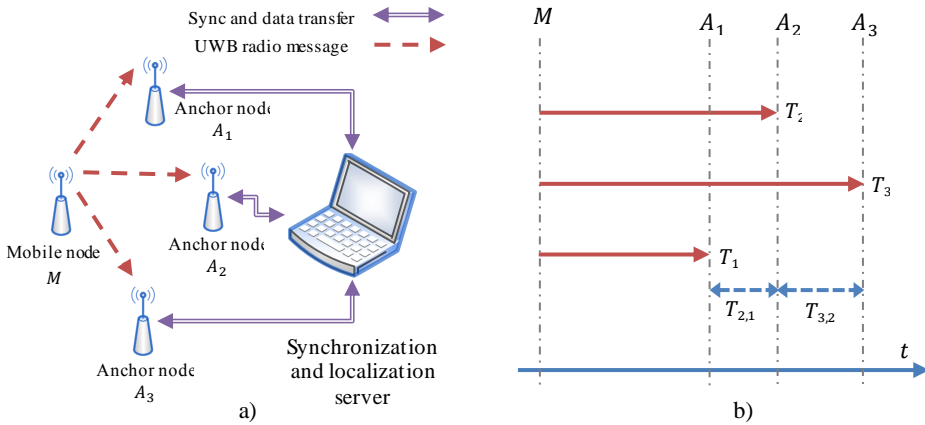 Sync and data transfer
UWB radio message
Anchor node
A₁
Mobile node
M
Anchor node
A₂
Anchor node
A₃
Synchronization
and localization
server
a)
M
A₁
A₂
A₃
T₂
T₃
T₁
T₂,₁
T₃,₂
t
b)